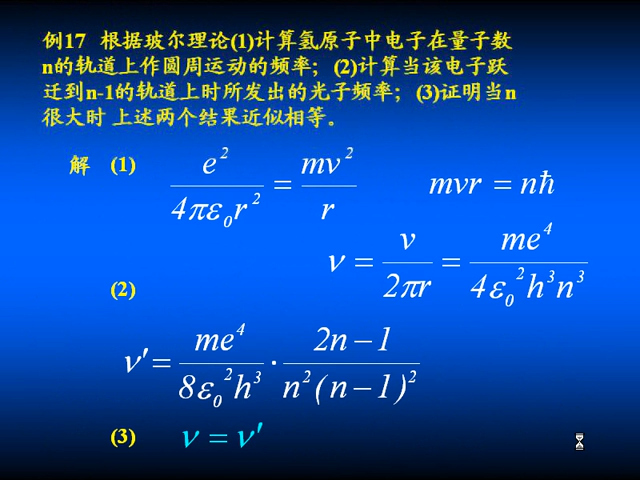 例17 根据玻尔理论(1)计算氢原子中电子在量子数
n的轨道上作圆周运动的频率；(2)计算当该电子跃
迁到n-1的轨道上时所发出的光子频率；(3)证明当n
很大时 上述两个结果近似相等。
解 (1) e²/(4πε₀r²) = mv²/r mvr = nħ
ν = v/(2πr) = me⁴/(4ε₀²h³n³)
(2)
ν′ = me⁴/(8ε₀²h³) · (2n−1)/(n²(n−1)²)
(3) ν = ν′